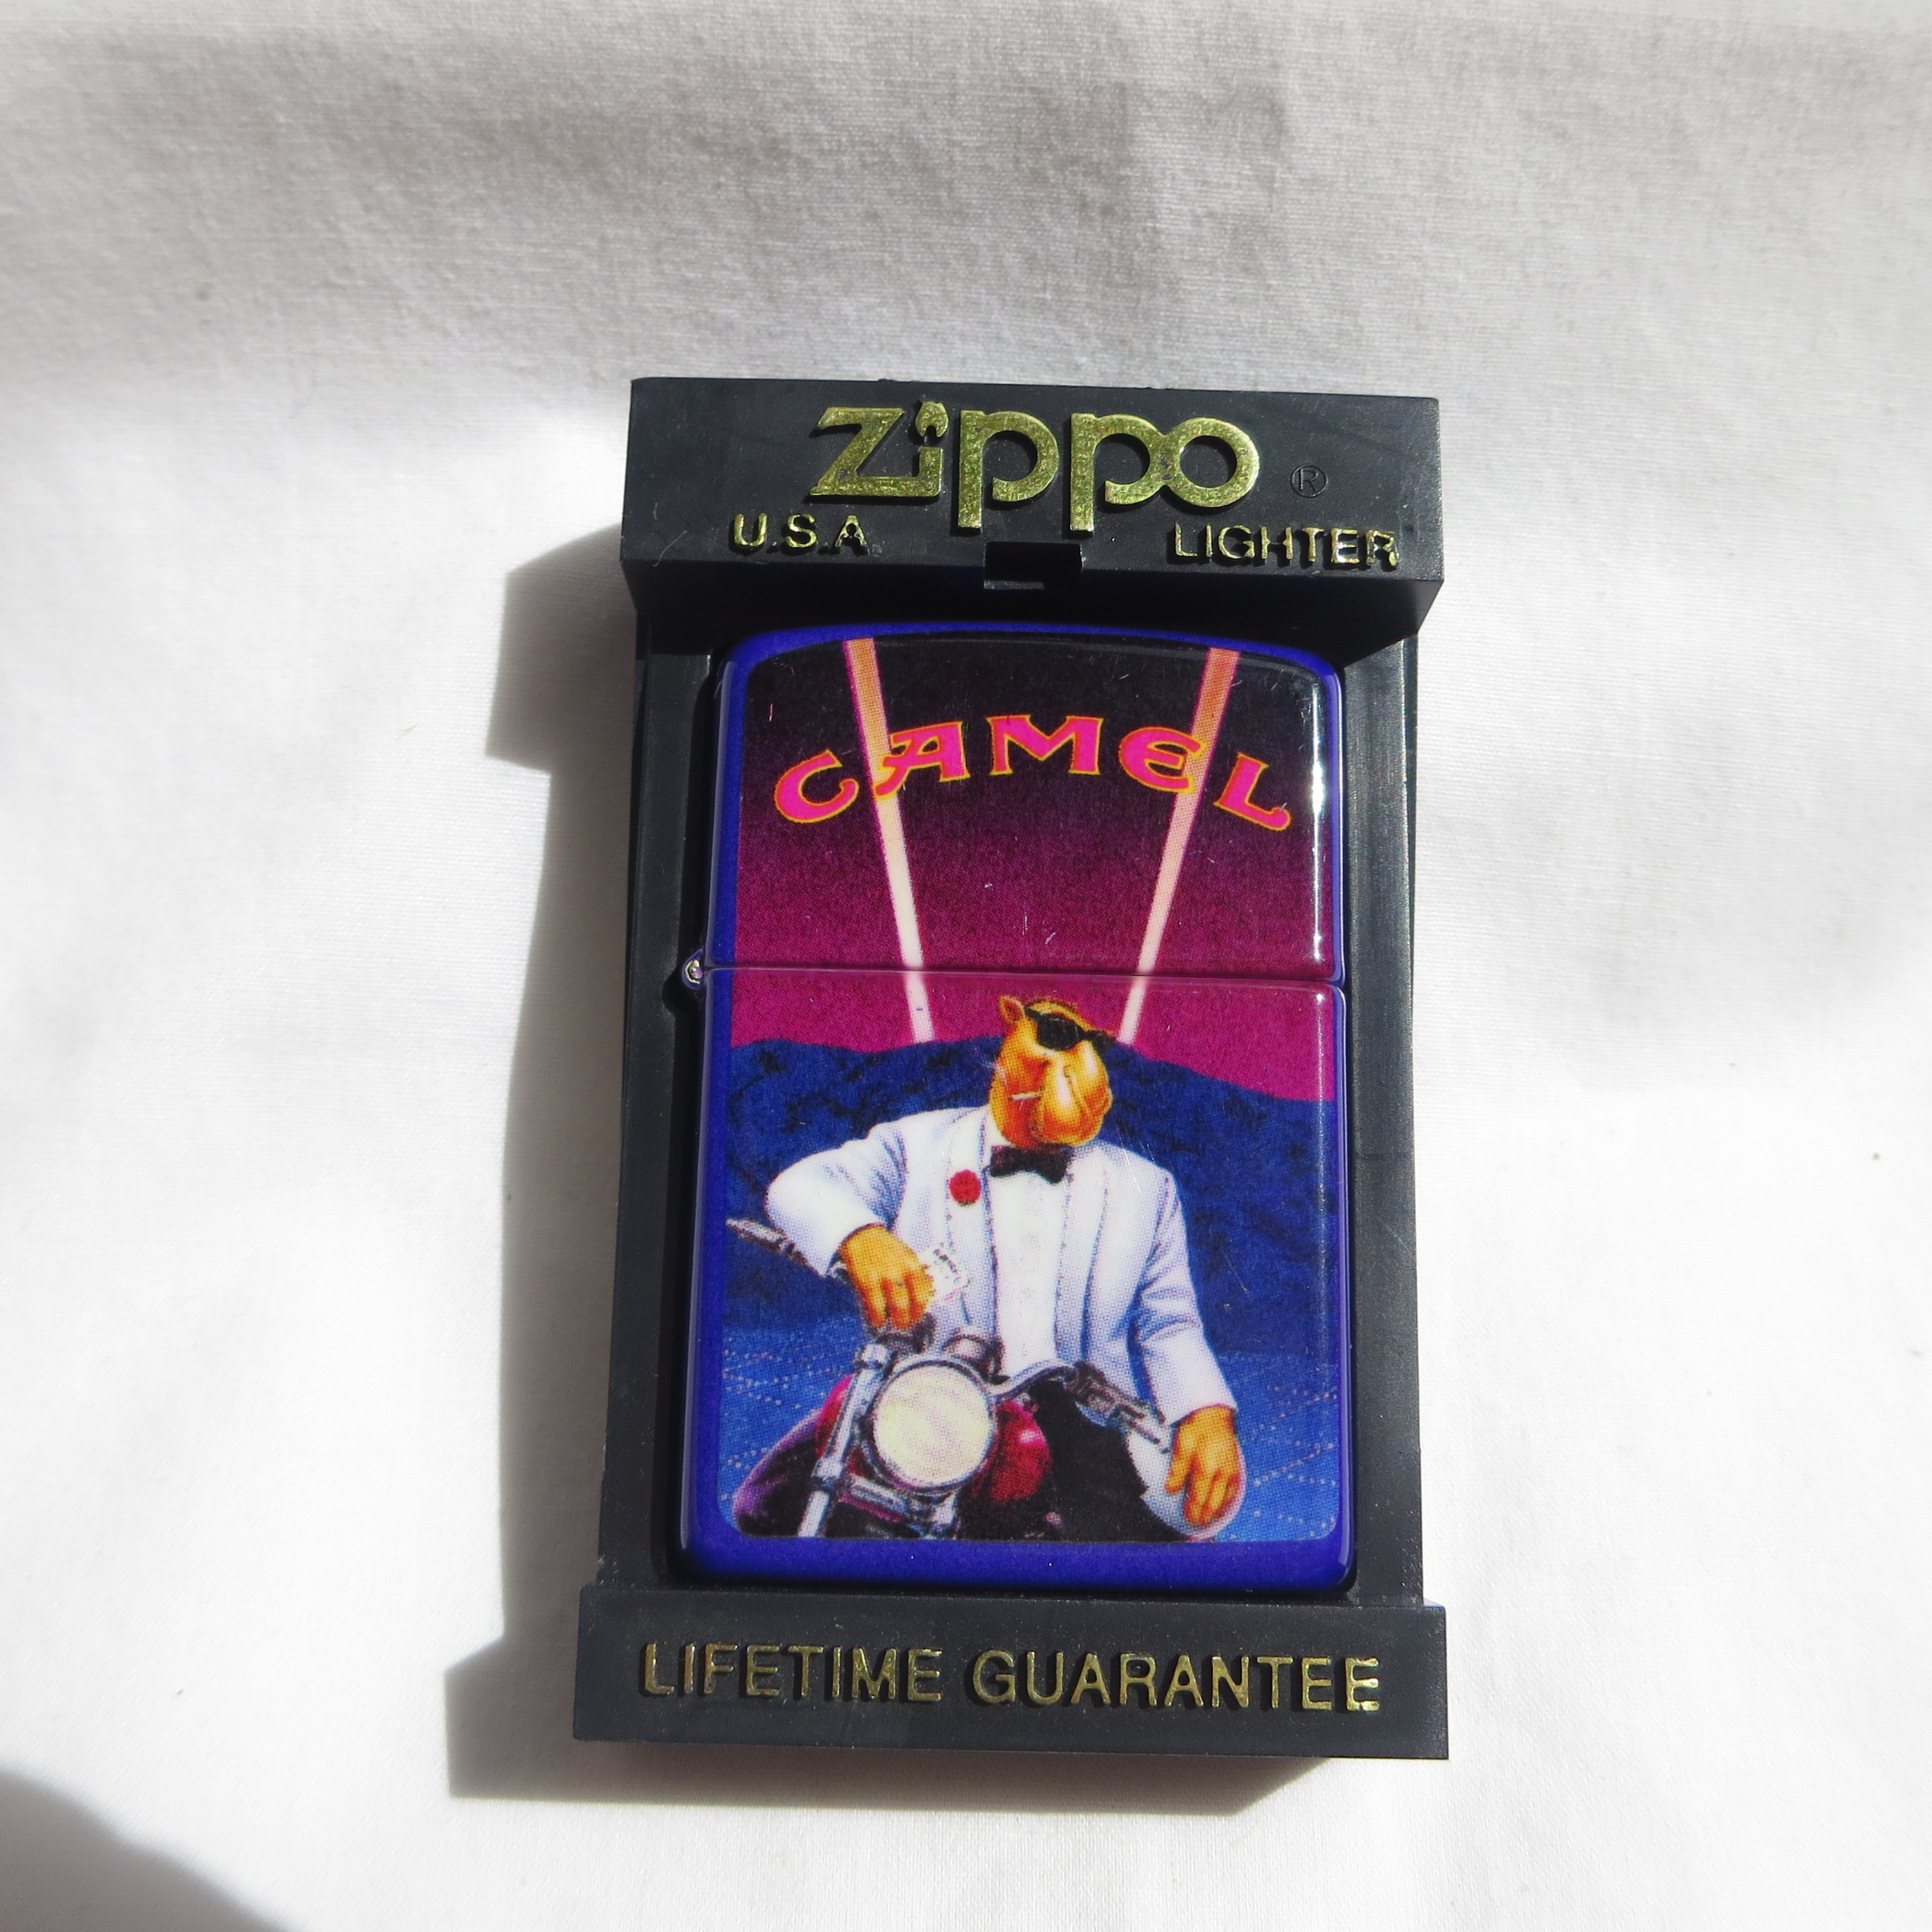 Zippo ®
U.S.A LIGHTER
CAMEL
LIFETIME GUARANTEE